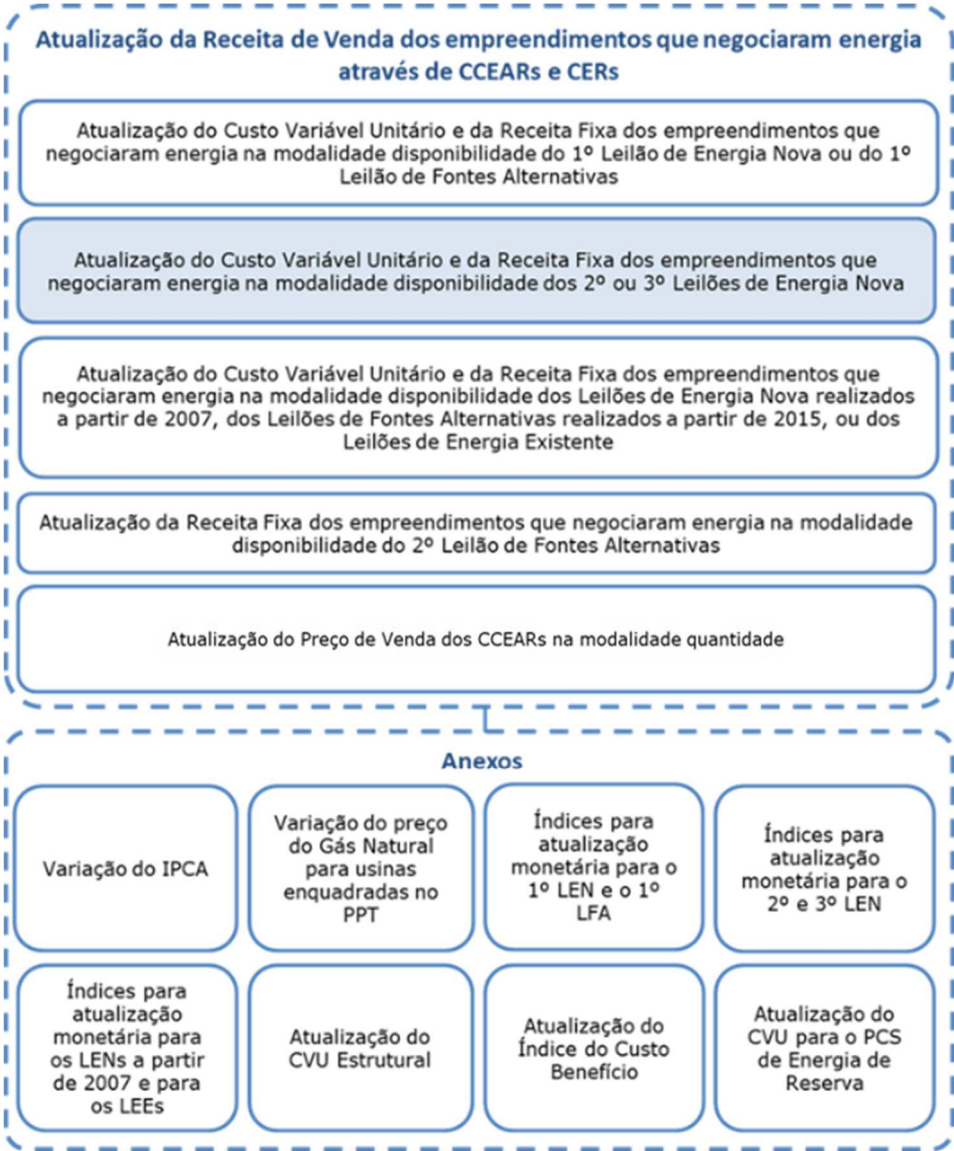 Atualização da Receita de Venda dos empreendimentos que negociaram energia
através de CCEARs e CERs
Atualização do Custo Variável Unitário e da Receita Fixa dos empreendimentos que
negociaram energia na modalidade disponibilidade do 1º Leilão de Energia Nova ou do 1º
Leilão de Fontes Alternativas
Atualização do Custo Variável Unitário e da Receita Fixa dos empreendimentos que
negociaram energia na modalidade disponibilidade dos 2º ou 3º Leilões de Energia Nova
Atualização do Custo Variável Unitário e da Receita Fixa dos empreendimentos que
negociaram energia na modalidade disponibilidade dos Leilões de Energia Nova realizados
a partir de 2007, dos Leilões de Fontes Alternativas realizados a partir de 2015, ou dos
Leilões de Energia Existente
Atualização da Receita Fixa dos empreendimentos que negociaram energia na modalidade
disponibilidade do 2º Leilão de Fontes Alternativas
Atualização do Preço de Venda dos CCEARs na modalidade quantidade
Anexos
Variação do IPCA
Variação do preço
do Gás Natural
para usinas
enquadradas no
PPT
Índices para
atualização
monetária para o
1º LEN e o 1º
LFA
Índices para
atualização
monetária para o
2º e 3º LEN
Índices para
atualização
monetária para
os LENs a partir
de 2007 e para
os LEEs
Atualização do
CVU Estrutural
Atualização do
Índice do Custo
Benefício
Atualização do
CVU para o PCS
de Energia de
Reserva